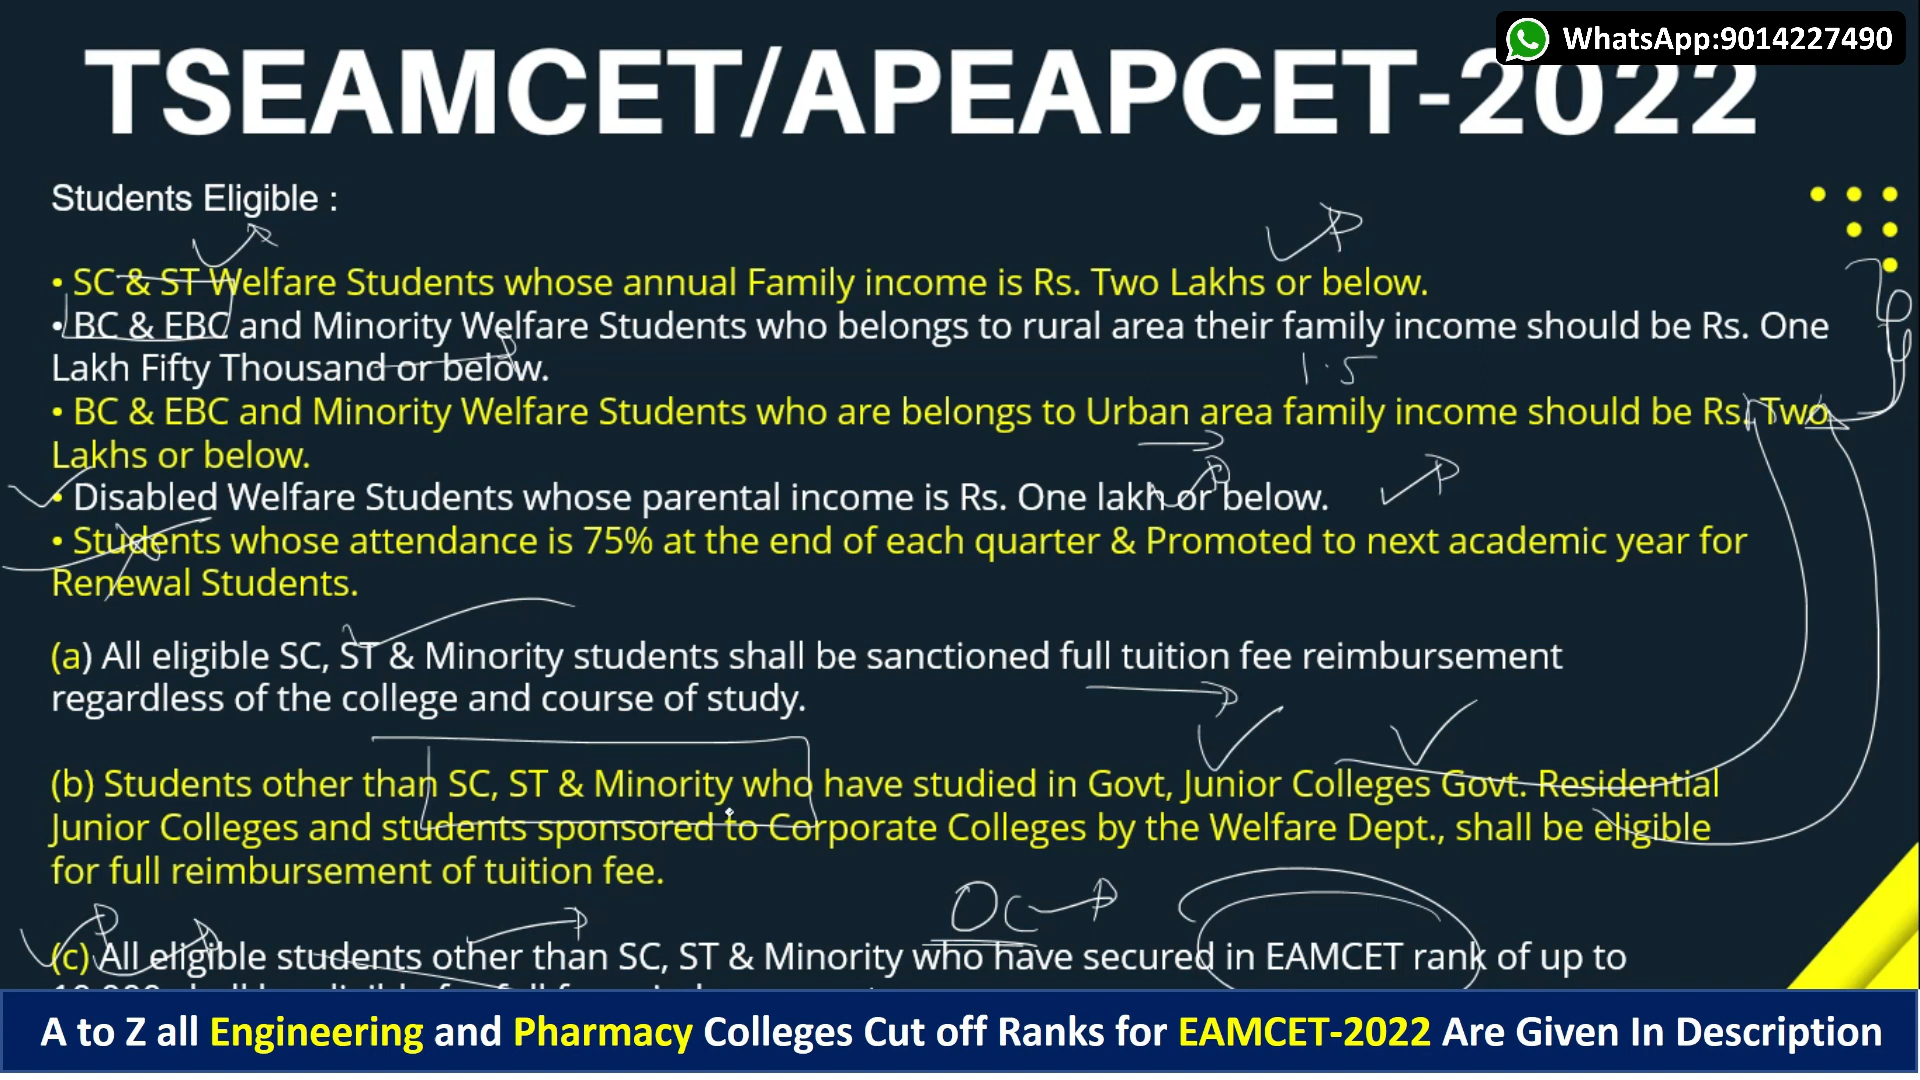 WhatsApp:9014227490
TSEAMCET/APEAPCET-2022
Students Eligible :
• SC & ST Welfare Students whose annual Family income is Rs. Two Lakhs or below.
• BC & EBC and Minority Welfare Students who belongs to rural area their family income should be Rs. One
Lakh Fifty Thousand or below.
1.5
• BC & EBC and Minority Welfare Students who are belongs to Urban area family income should be Rs. Two
Lakhs or below.
• Disabled Welfare Students whose parental income is Rs. One lakh or below.
• Students whose attendance is 75% at the end of each quarter & Promoted to next academic year for
Renewal Students.
(a) All eligible SC, ST & Minority students shall be sanctioned full tuition fee reimbursement
regardless of the college and course of study.
(b) Students other than SC, ST & Minority who have studied in Govt, Junior Colleges Govt. Residential
Junior Colleges and students sponsored to Corporate Colleges by the Welfare Dept., shall be eligible
for full reimbursement of tuition fee.
OC
(c) All eligible students other than SC, ST & Minority who have secured in EAMCET rank of up to
A to Z all Engineering and Pharmacy Colleges Cut off Ranks for EAMCET-2022 Are Given In Description